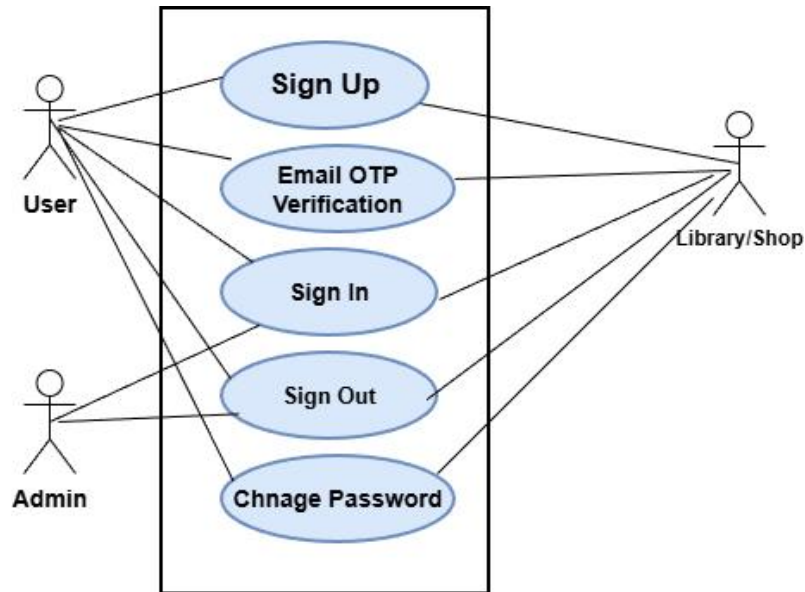 Sign Up
User
Email OTP
Verification
Library/Shop
Sign In
Sign Out
Admin
Chnage Password